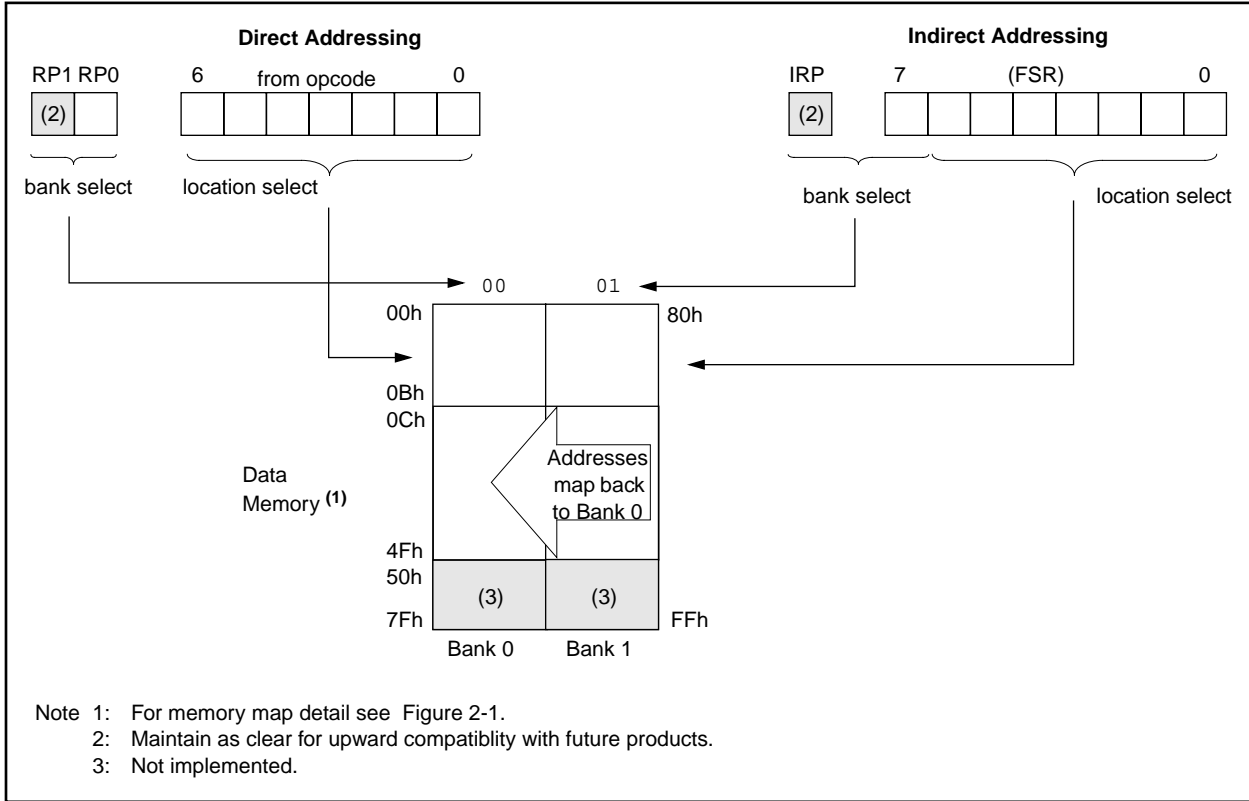 Direct Addressing
Indirect Addressing
RP1 RP0
6 from opcode 0
IRP
7 (FSR) 0
(2)
(2)
bank select
location select
bank select
location select
00 01
00h
80h
0Bh
0Ch
Addresses
map back
to Bank 0
Data
Memory (1)
4Fh
50h
(3)
(3)
7Fh
FFh
Bank 0
Bank 1
Note 1: For memory map detail see Figure 2-1.
2: Maintain as clear for upward compatiblity with future products.
3: Not implemented.